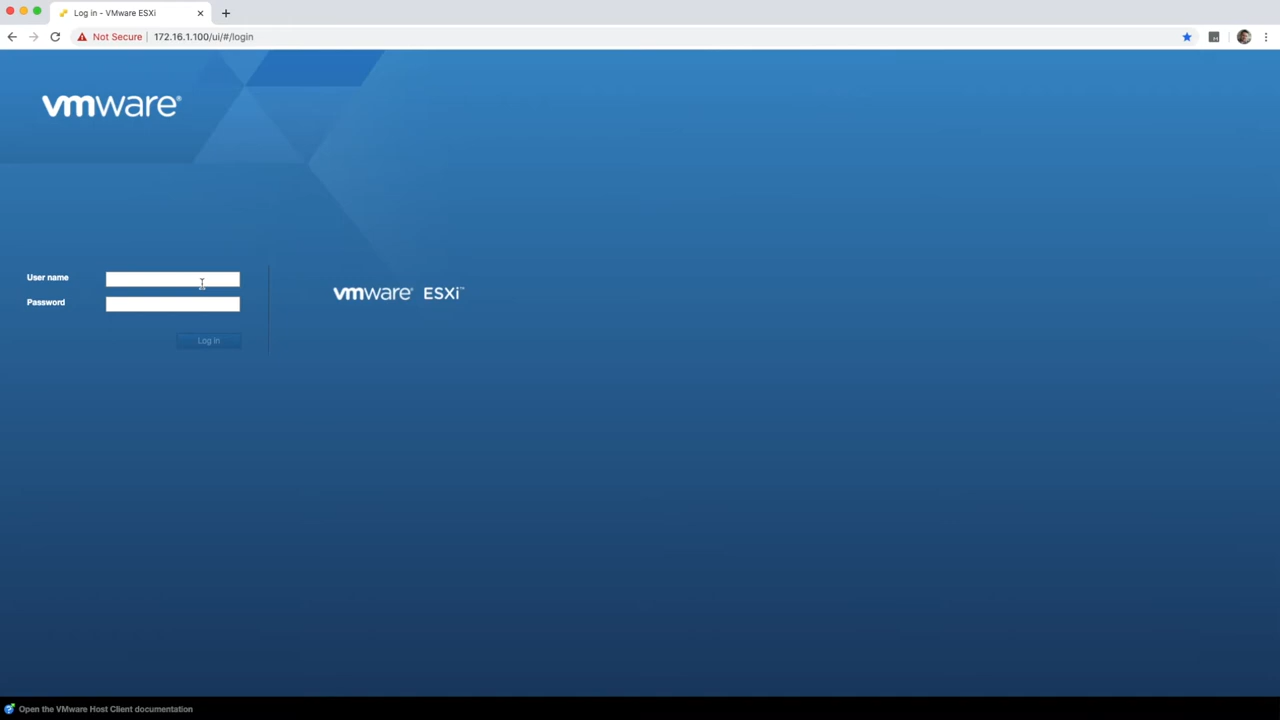 Log in - VMware ESXi
Not Secure
172.16.1.100/ui/#/login
vmware®
User name
Password
Log in
vmware® ESXi™
Open the VMware Host Client documentation